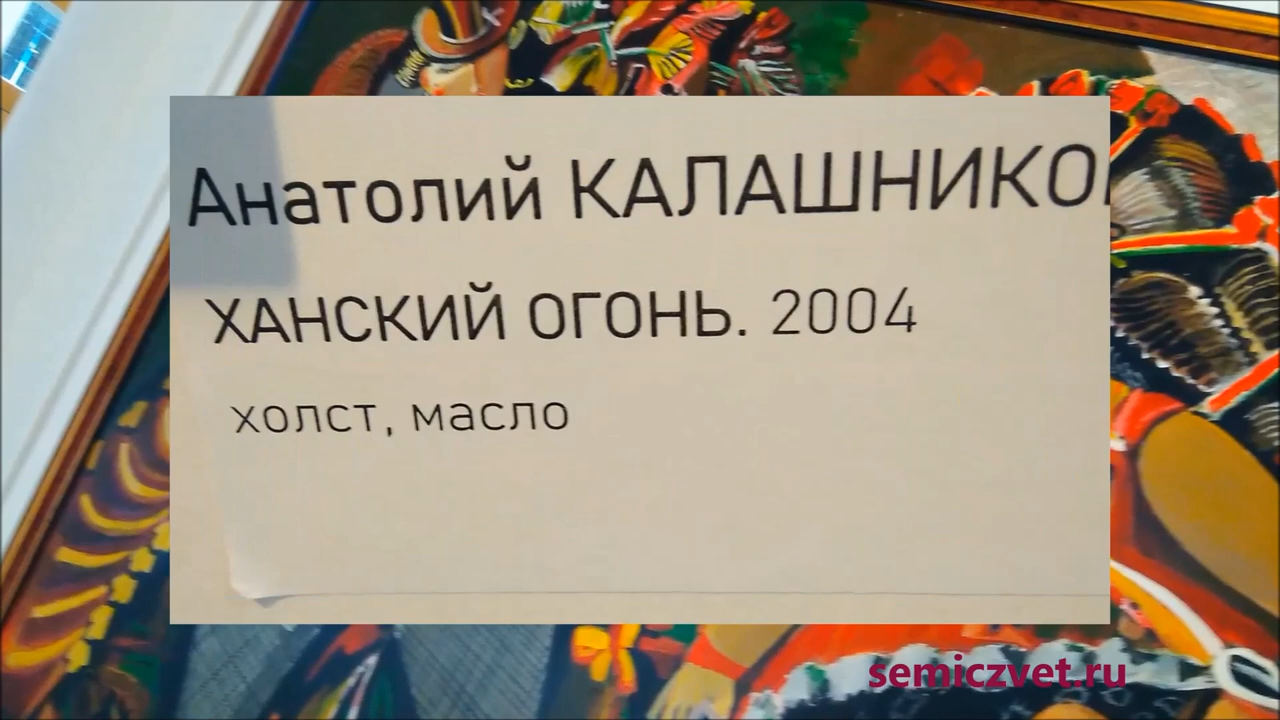 Анатолий КАЛАШНИКО
ХАНСКИЙ ОГОНЬ. 2004
холст, масло
semiczvet.ru